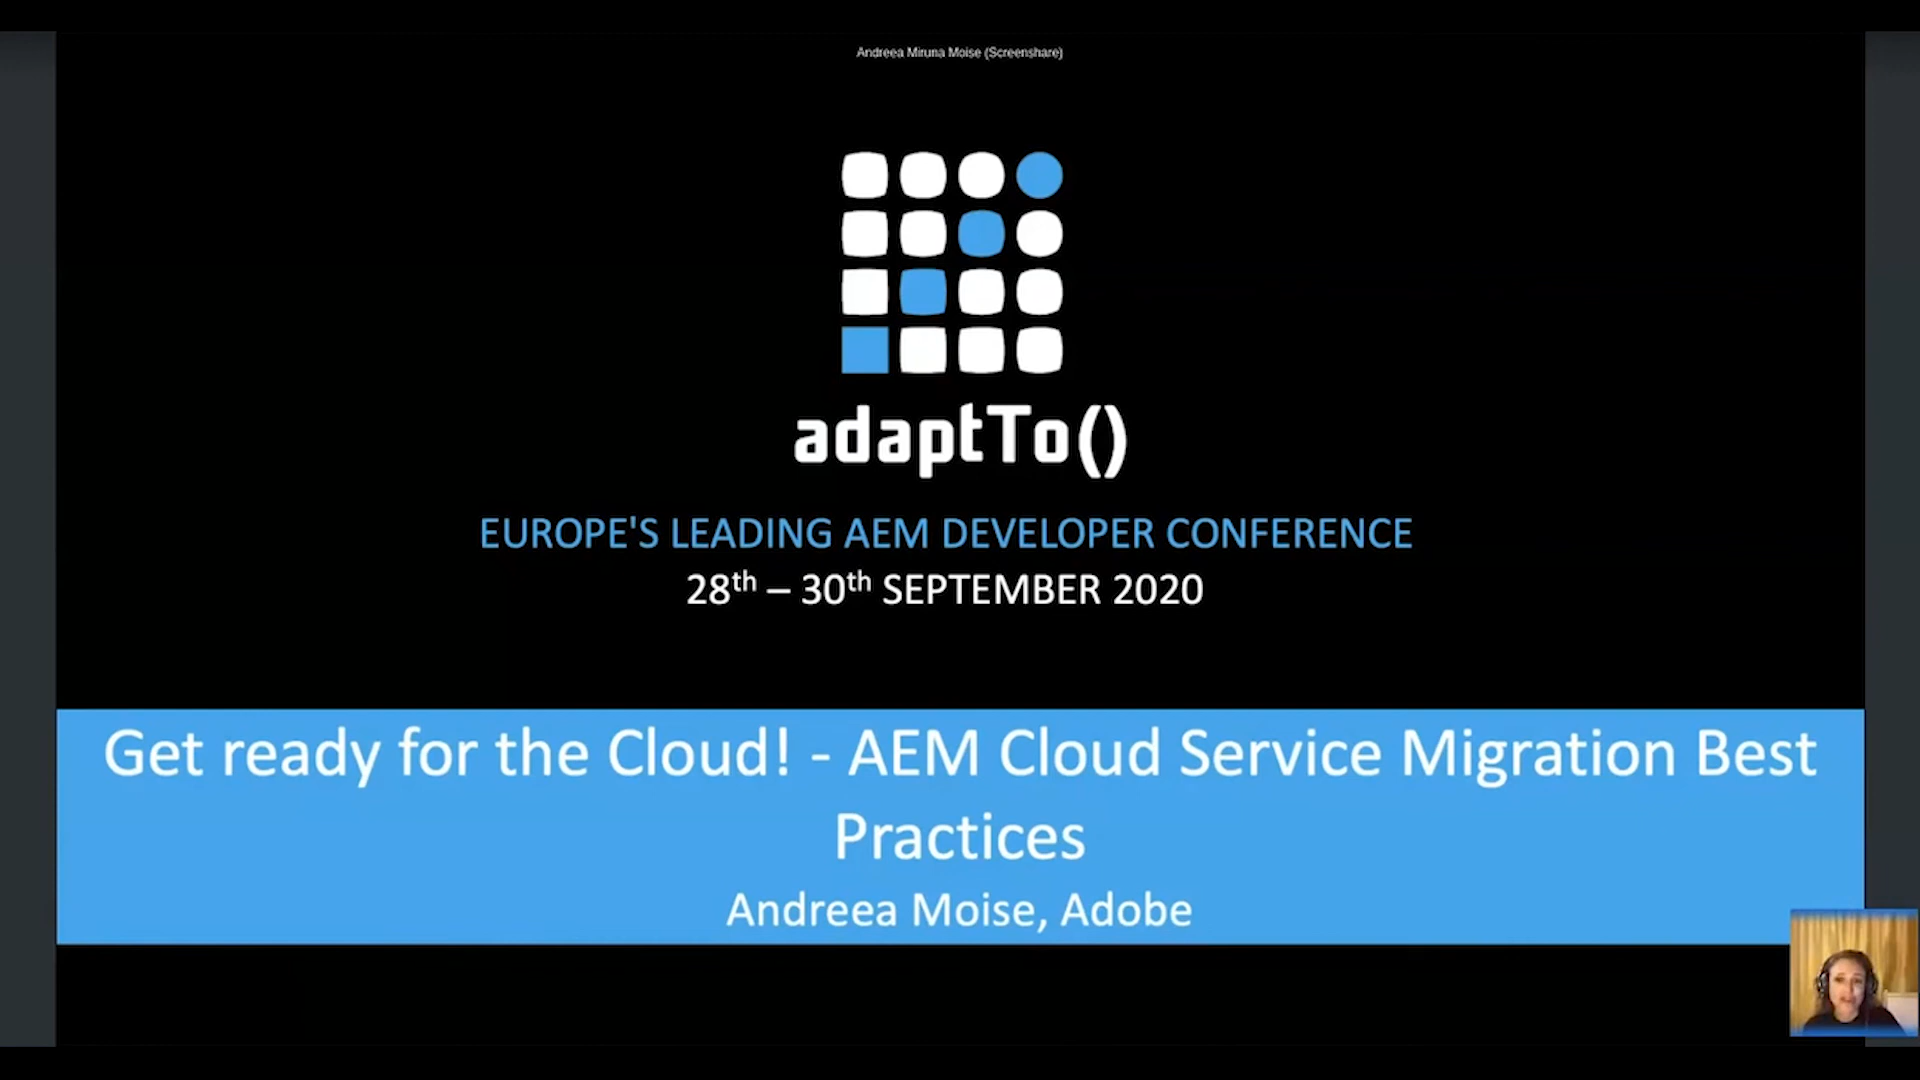 Andreea Miruna Moise (Screenshare)
adaptTo()
EUROPE'S LEADING AEM DEVELOPER CONFERENCE
28th – 30th SEPTEMBER 2020
Get ready for the Cloud! - AEM Cloud Service Migration Best
Practices
Andreea Moise, Adobe